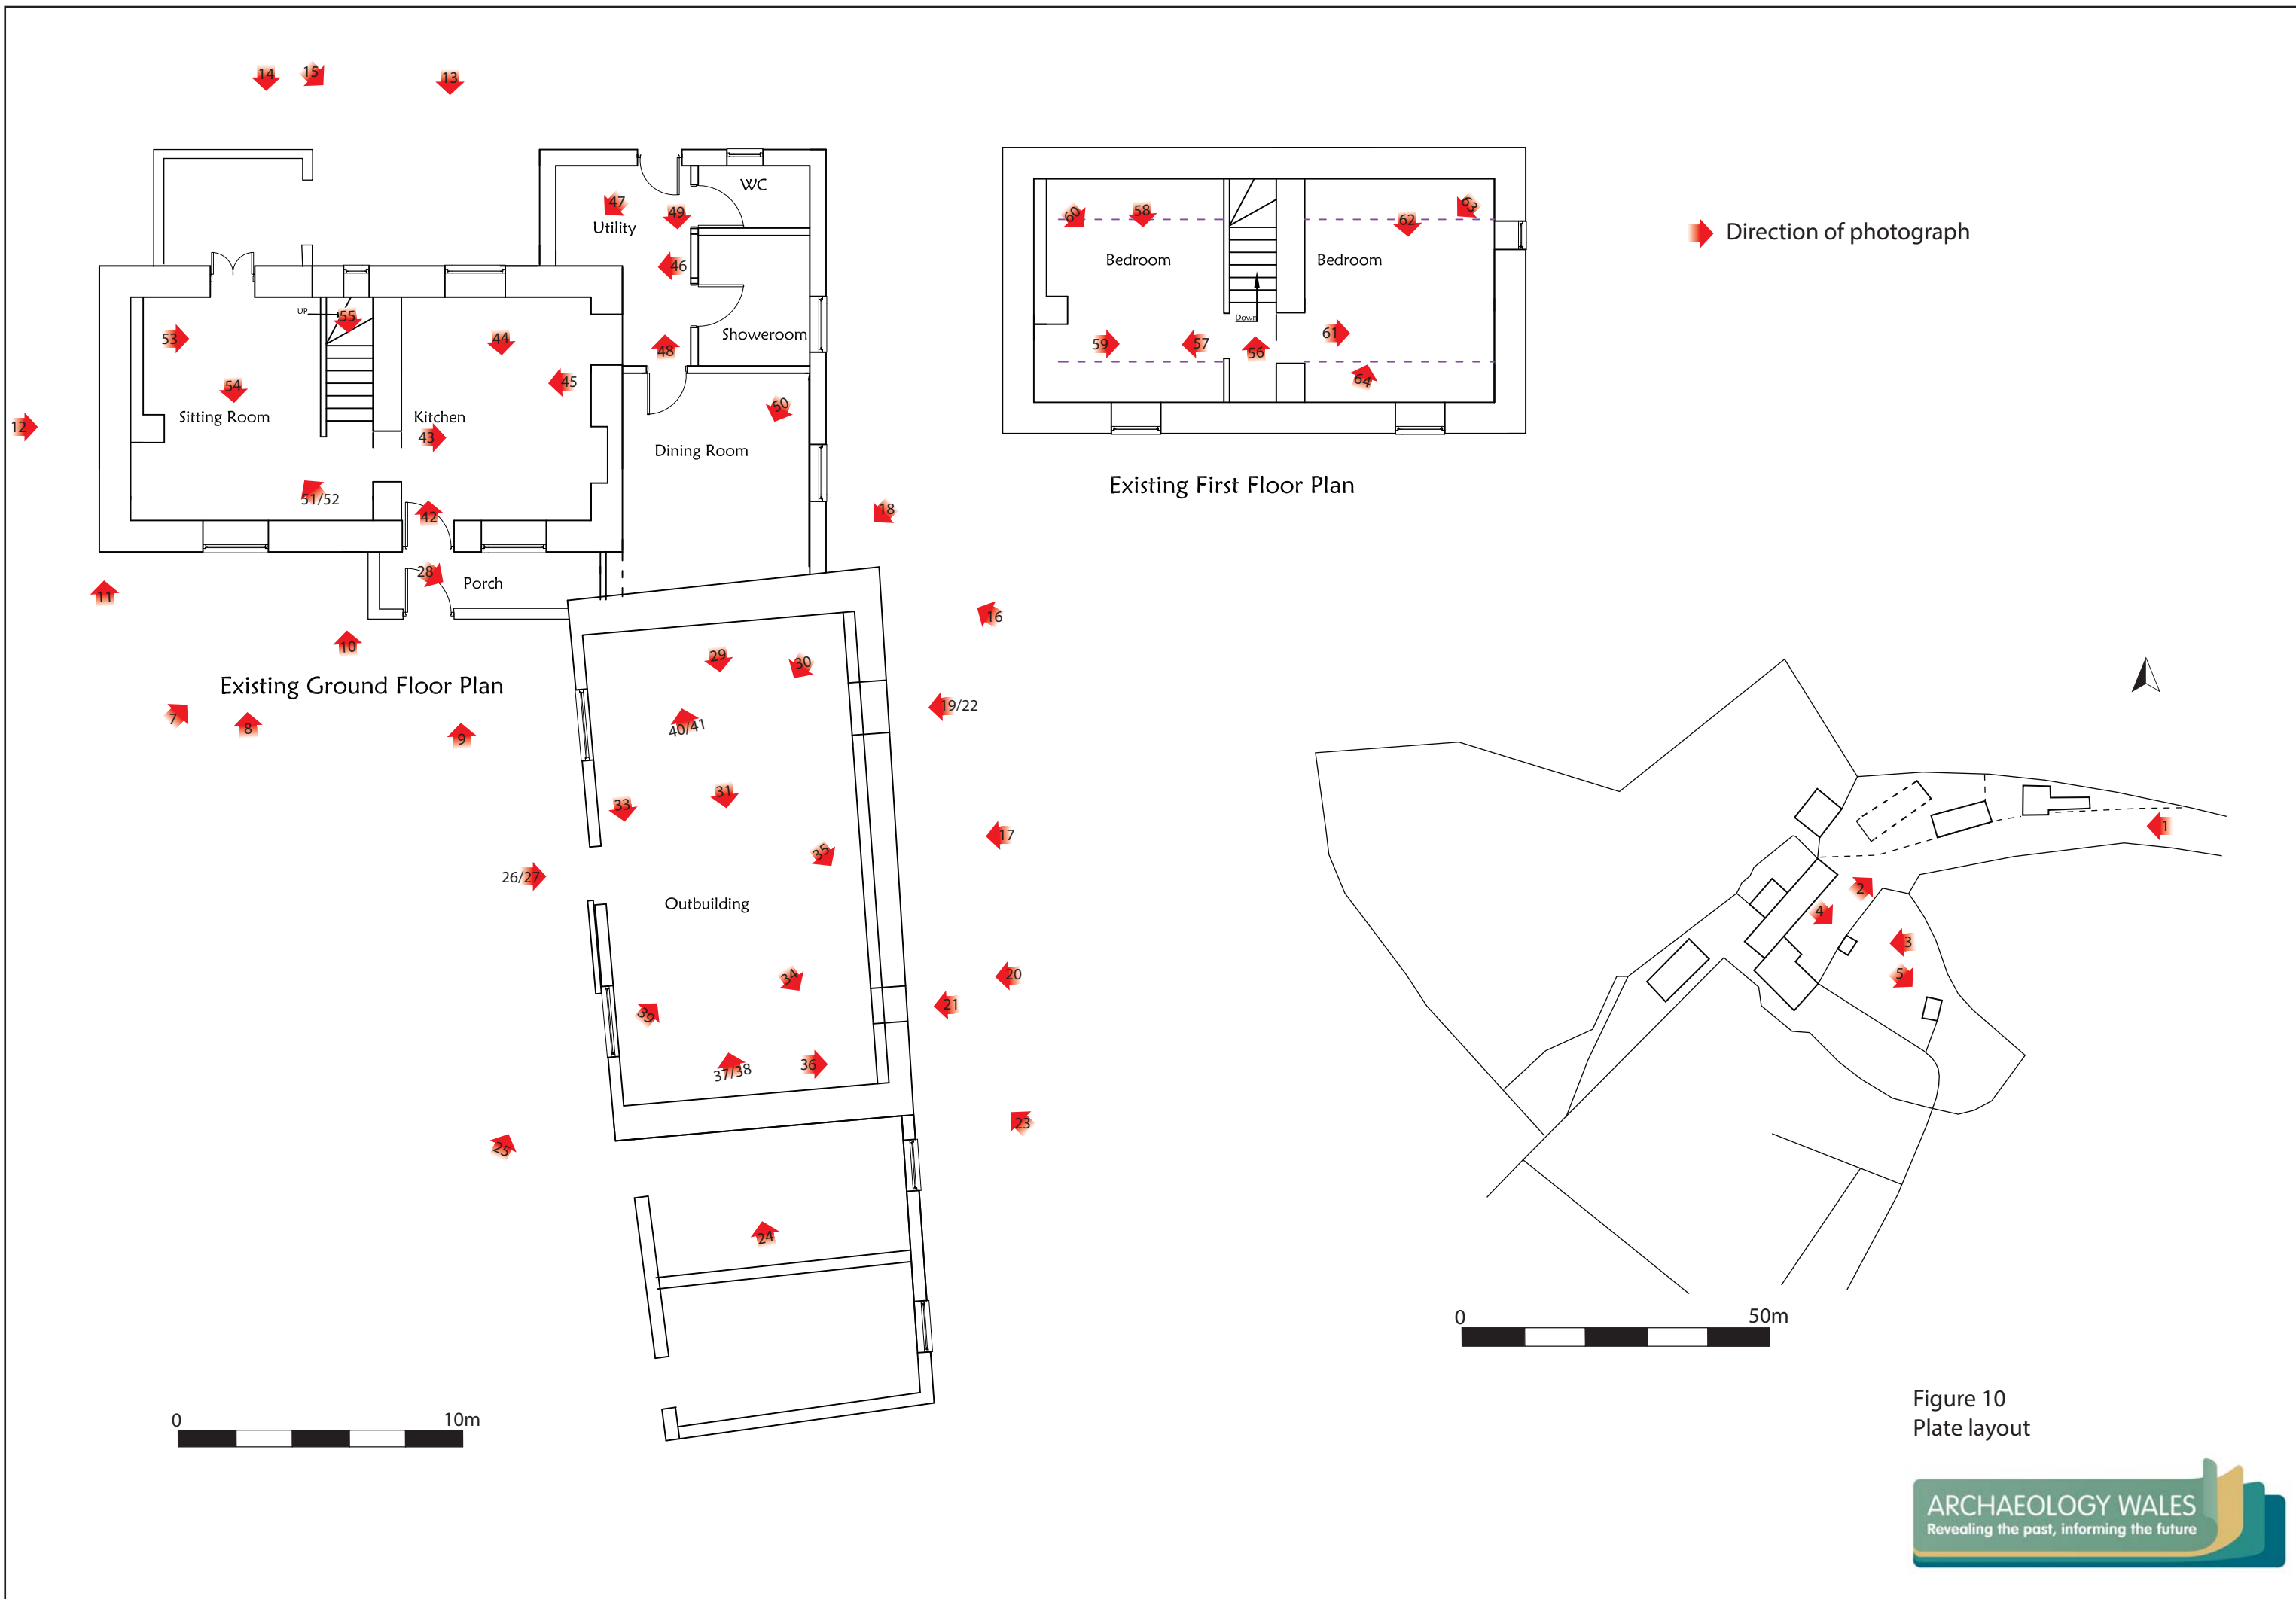 14
15
13
WC
47
49
Utility
46
Showeroom
48
UP
55
53
44
54
45
Sitting Room
Kitchen
12
43
50
Dining Room
51/52
42
18
28
Porch
11
10
16
Existing Ground Floor Plan
29
30
7
8
9
40/41
19/22
33
31
17
35
26/27
Outbuilding
34
20
39
21
37/38
36
23
25
24
0
10m
60
58
62
63
Bedroom
Bedroom
Down
59
57
56
61
64
Existing First Floor Plan
Direction of photograph
1
2
4
3
5
0
50m
Figure 10
Plate layout
ARCHAEOLOGY WALES
Revealing the past, informing the future